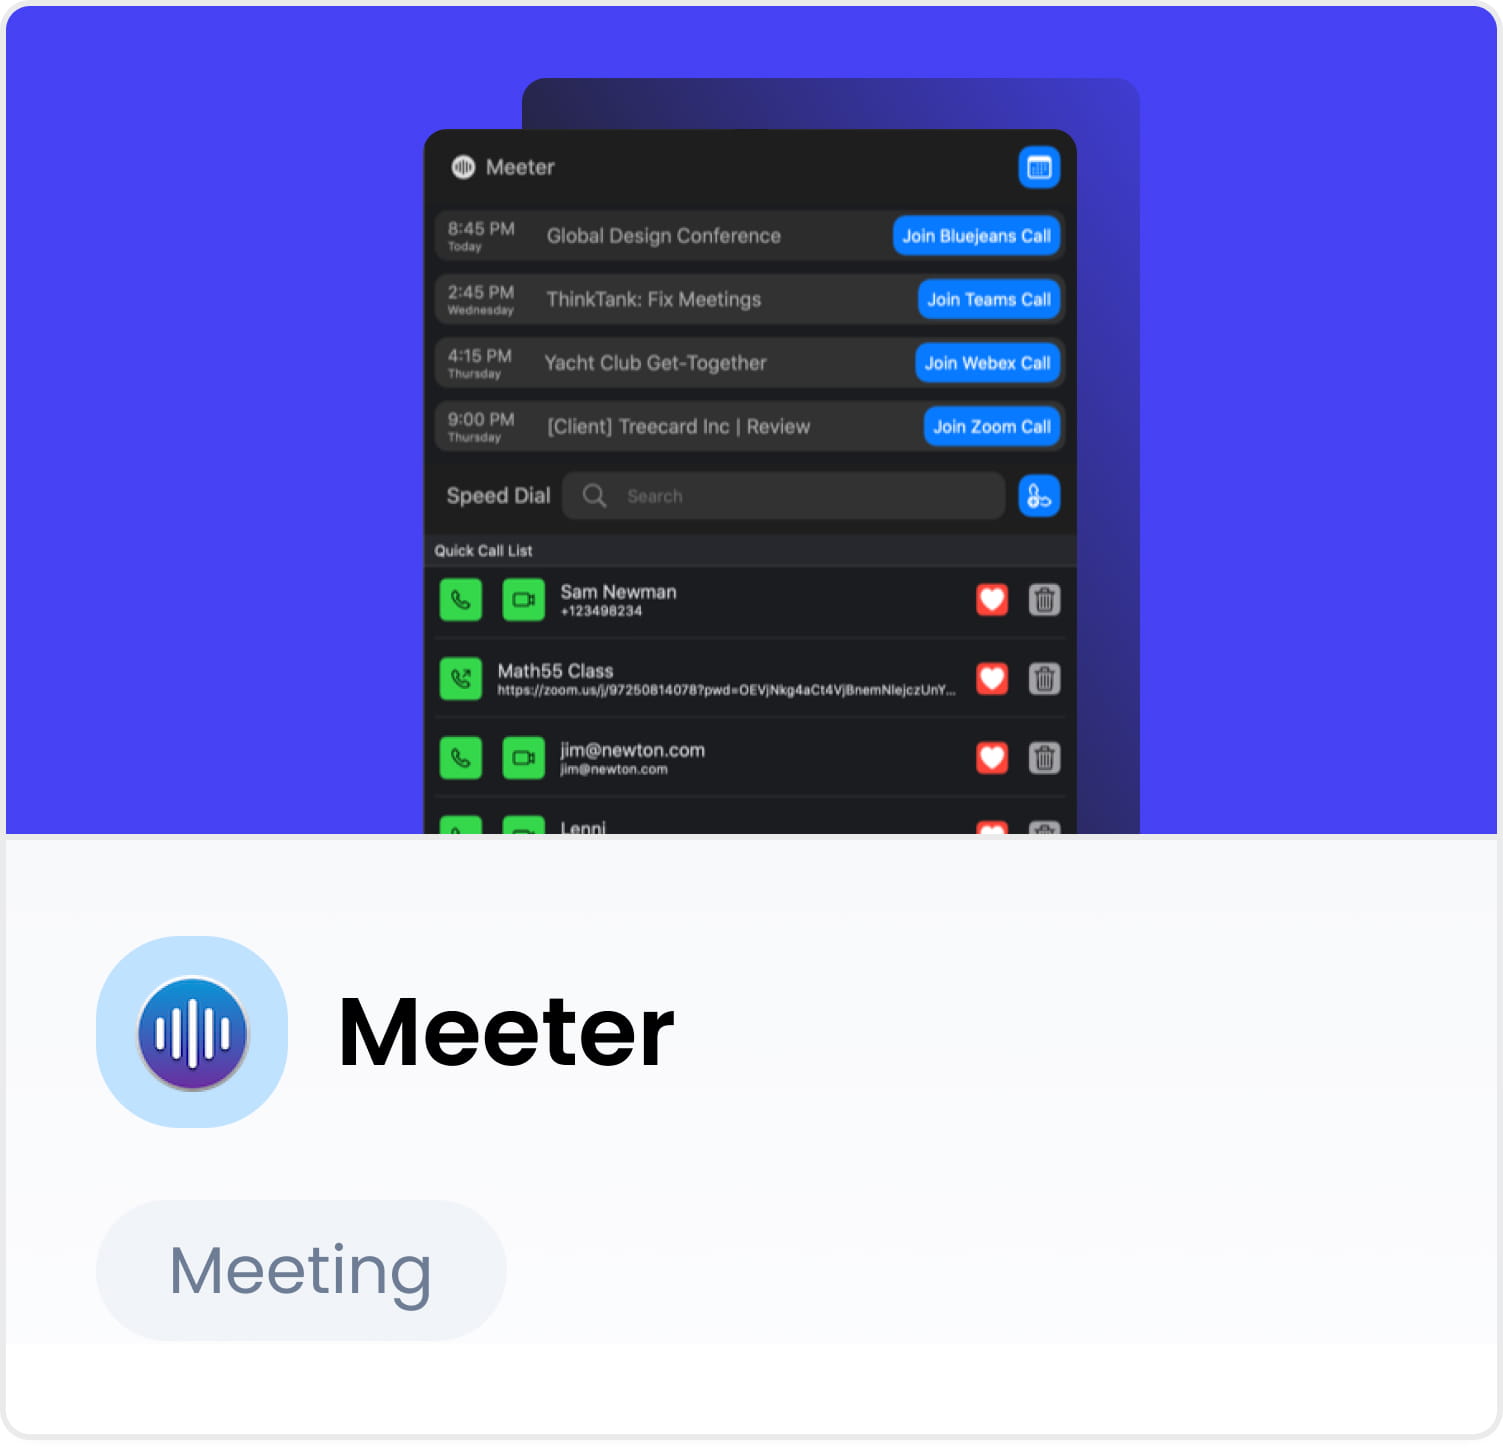 Meeter
8:45 PM
Today
Global Design Conference
Join Bluejeans Call
2:45 PM
Wednesday
ThinkTank: Fix Meetings
Join Teams Call
4:15 PM
Thursday
Yacht Club Get-Together
Join Webex Call
9:00 PM
Thursday
[Client] Treecard Inc | Review
Join Zoom Call
Speed Dial
Search
Quick Call List
Sam Newman
+123498234
Math55 Class
https://zoom.us/j/97250814078?pwd=OEVjNkg4aCt4VjBnemNlejczUnY...
jim@newton.com
jim@newton.com
Lenni
Meeter
Meeting